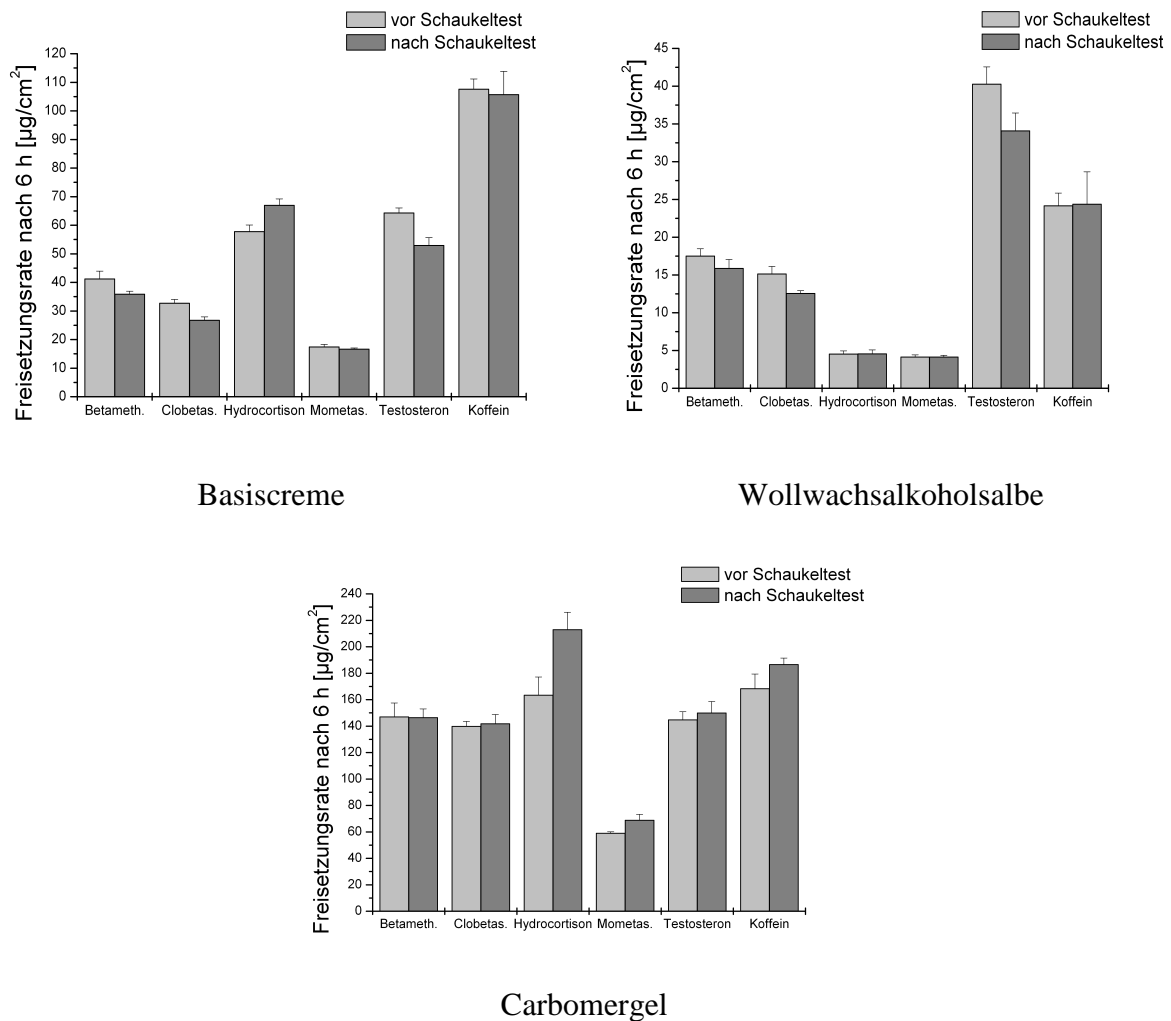 vor Schaukeltest
nach Schaukeltest
Freisetzungsrate nach 6 h [µg/cm²]
120
110
100
90
80
70
60
50
40
30
20
10
0
Betameth. Clobetas. Hydrocortison Mometas. Testosteron Koffein
Basiscreme
vor Schaukeltest
nach Schaukeltest
Freisetzungsrate nach 6 h [µg/cm²]
45
40
35
30
25
20
15
10
5
0
Betameth. Clobetas. Hydrocortison Mometas. Testosteron Koffein
Wollwachsalkoholsalbe
vor Schaukeltest
nach Schaukeltest
Freisetzungsrate nach 6 h [µg/cm²]
240
220
200
180
160
140
120
100
80
60
40
20
0
Betameth. Clobetas. Hydrocortison Mometas. Testosteron Koffein
Carbomergel